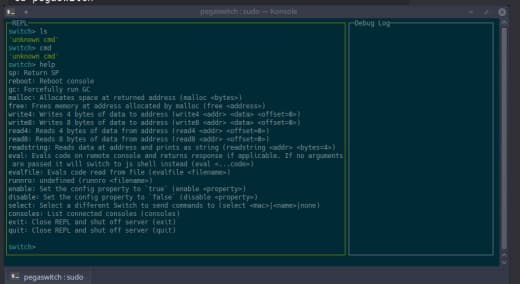 cd pegaswitch
pegaswitch : sudo — Konsole
REPL
Debug Log
switch> ls
'unknown cmd'
switch> cmd
'unknown cmd'
switch> help
sp: Return SP
reboot: Reboot console
gc: Forcefully run GC
malloc: Allocates space at returned address (malloc <bytes>)
free: Frees memory at address allocated by malloc (free <address>)
write4: Writes 4 bytes of data to address (write4 <addr> <data> <offset=0>)
write8: Writes 8 bytes of data to address (write8 <addr> <data> <offset=0>)
read4: Reads 4 bytes of data from address (read4 <addr> <offset=0>)
read8: Reads 8 bytes of data from address (read8 <addr> <offset=0>)
readstring: Reads data at address and prints as string (readstring <addr> <bytes=4>)
eval: Evals code on remote console and returns response if applicable. If no arguments
are passed it will switch to js shell instead (eval <...code>)
evalfile: Evals code read from file (evalfile <filename>)
runnro: undefined (runnro <filename>)
enable: Set the config property to `true` (enable <property>)
disable: Set the config property to `false` (disable <property>)
select: Select a different Switch to send commands to (select <mac>|<name>|none)
consoles: List connected consoles (consoles)
exit: Close REPL and shut off server (exit)
quit: Close REPL and shut off server (quit)
switch>
pegaswitch : sudo